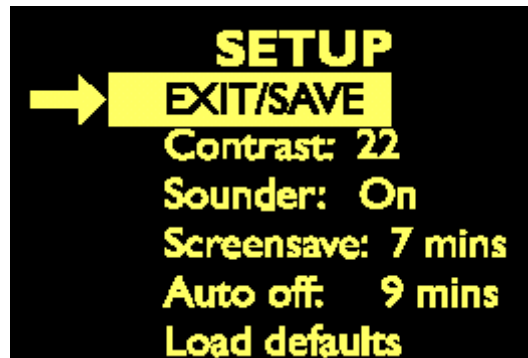 SETUP
EXIT/SAVE
Contrast: 22
Sounder: On
Screensave: 7 mins
Auto off: 9 mins
Load defaults